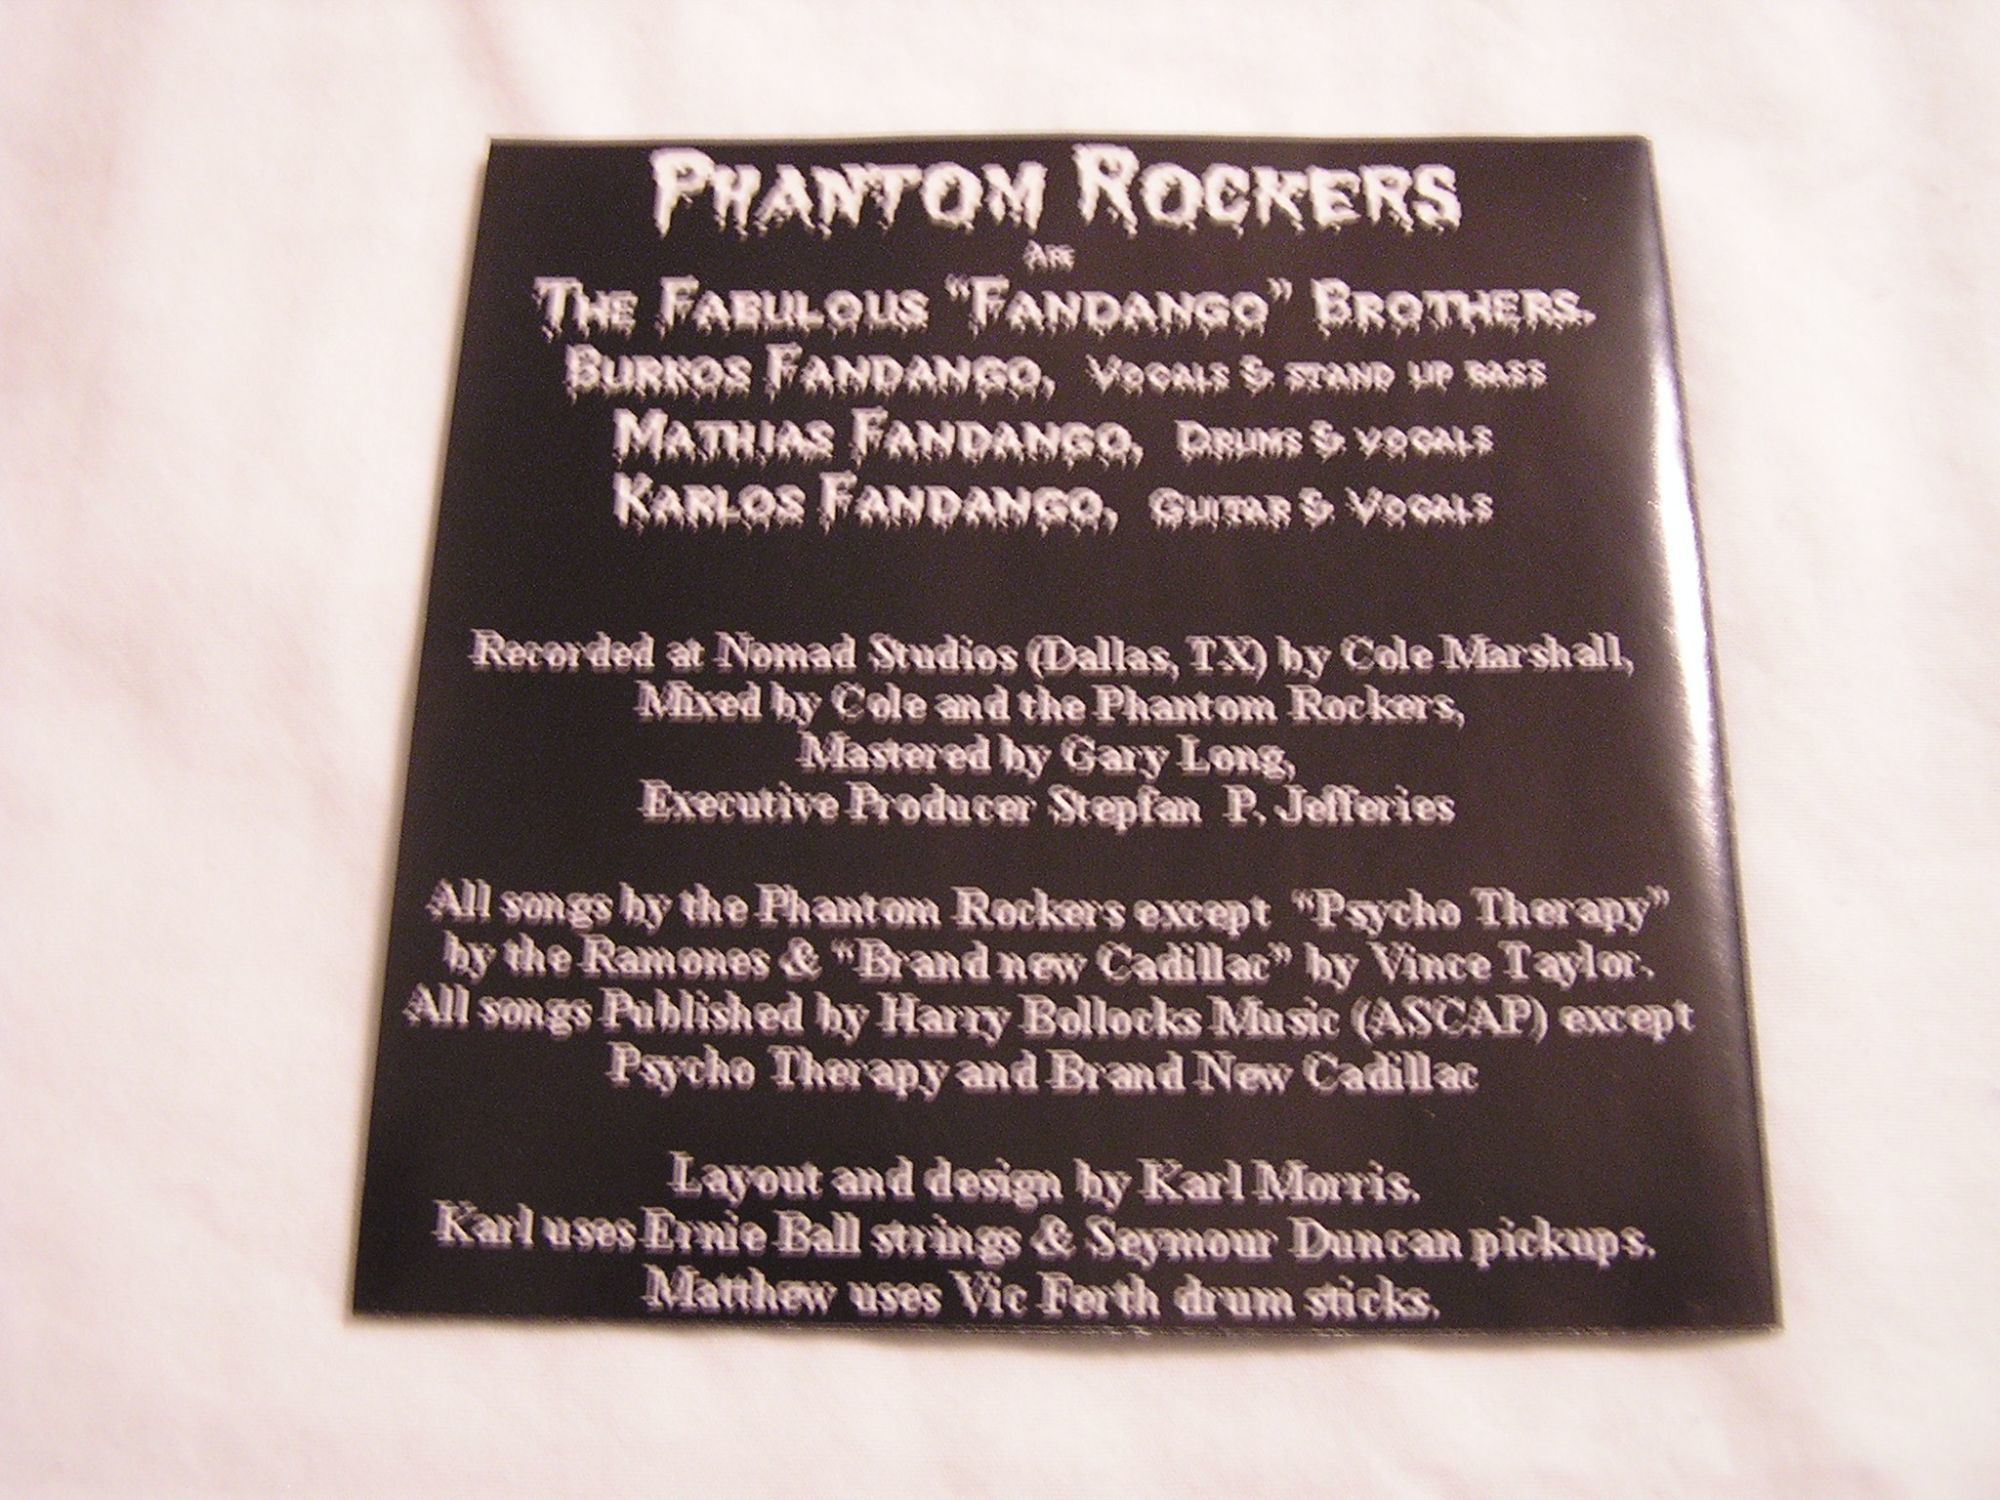 Phantom Rockers
Are
The Fabulous "Fandango" Brothers.
Burkos Fandango, Vocals & stand up bass
Mathias Fandango, Drums & vocals
Karlos Fandango, Guitar & Vocals
Recorded at Nomad Studios (Dallas, TX) by Cole Marshall,
Mixed by Cole and the Phantom Rockers,
Mastered by Gary Long,
Executive Producer Stepfan P. Jefferies
All songs by the Phantom Rockers except "Psycho Therapy"
by the Ramones & "Brand new Cadillac" by Vince Taylor.
All songs Published by Harry Bollocks Music (ASCAP) except
Psycho Therapy and Brand New Cadillac
Layout and design by Karl Morris.
Karl uses Ernie Ball strings & Seymour Duncan pickups.
Matthew uses Vic Ferth drum sticks.